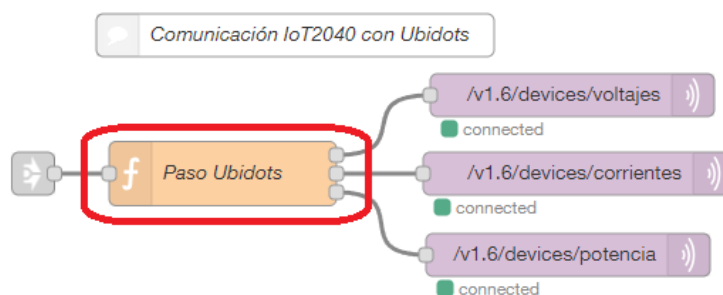 Comunicación IoT2040 con Ubidots
/v1.6/devices/voltajes
connected
Paso Ubidots
/v1.6/devices/corrientes
connected
/v1.6/devices/potencia
connected